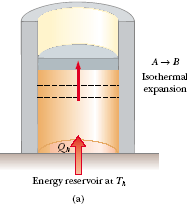 A → B
Isothermal
expansion
Qh
Energy reservoir at Th
(a)